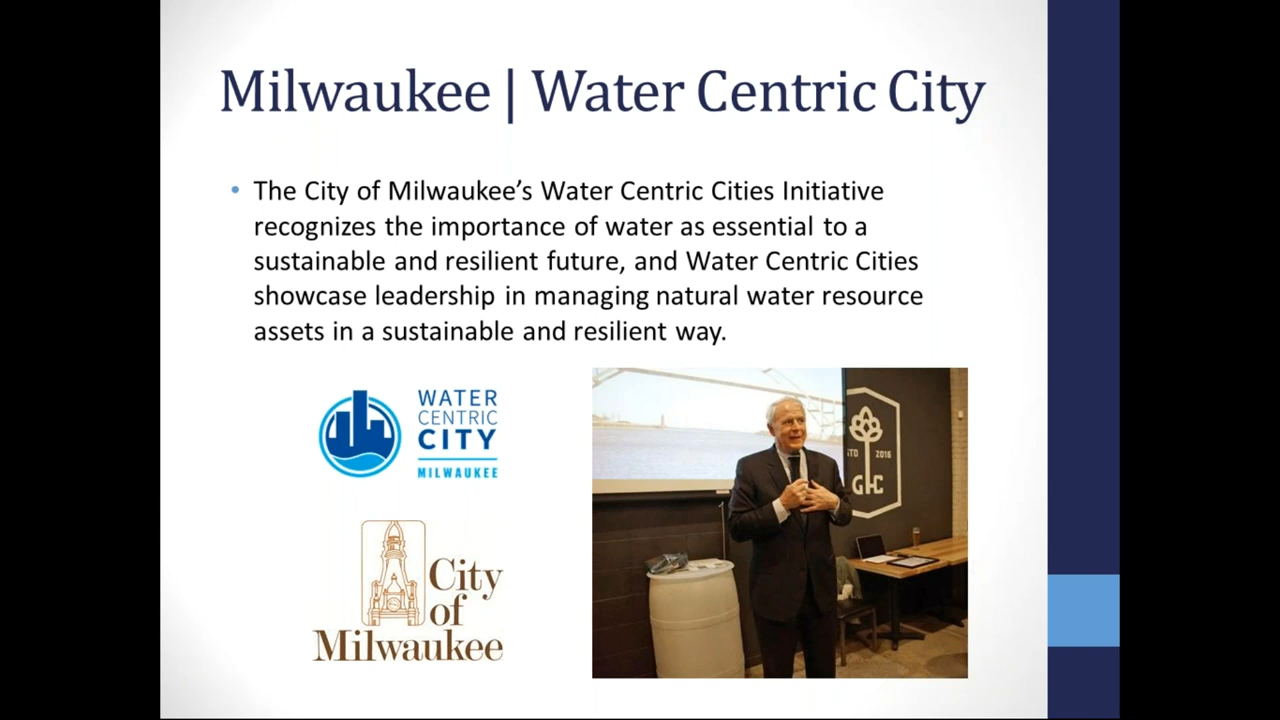 Milwaukee | Water Centric City
• The City of Milwaukee’s Water Centric Cities Initiative
recognizes the importance of water as essential to a
sustainable and resilient future, and Water Centric Cities
showcase leadership in managing natural water resource
assets in a sustainable and resilient way.
WATER
CENTRIC
CITY
MILWAUKEE
City
of
Milwaukee
STD 2016
G C